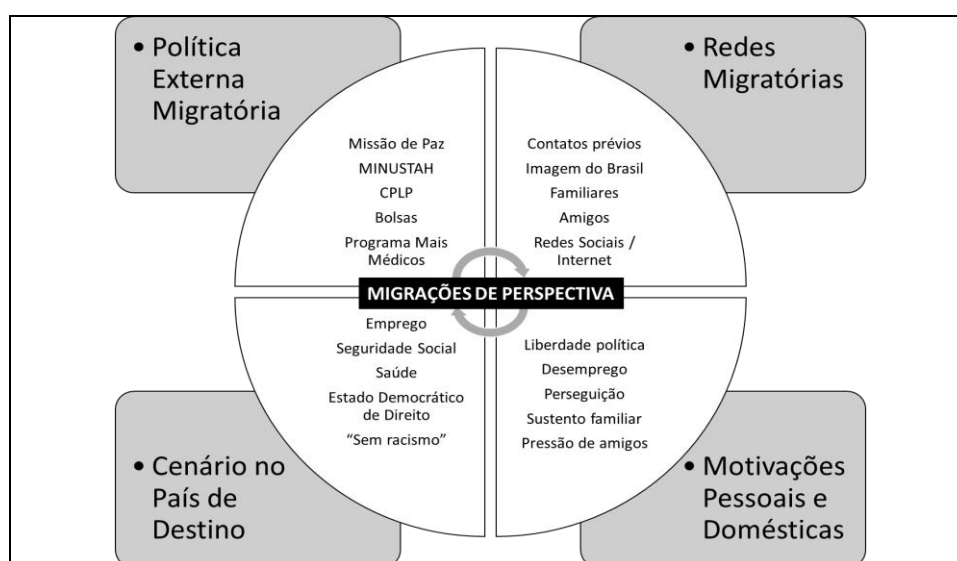 • Política
Externa
Migratória
Missão de Paz
MINUSTAH
CPLP
Bolsas
Programa Mais
Médicos
• Redes
Migratórias
Contatos prévios
Imagem do Brasil
Familiares
Amigos
Redes Sociais /
Internet
MIGRAÇÕES DE PERSPECTIVA
Emprego
Seguridade Social
Saúde
Estado Democrático
de Direito
“Sem racismo”
• Cenário no
País de
Destino
Liberdade política
Desemprego
Perseguição
Sustento familiar
Pressão de amigos
• Motivações
Pessoais e
Domésticas